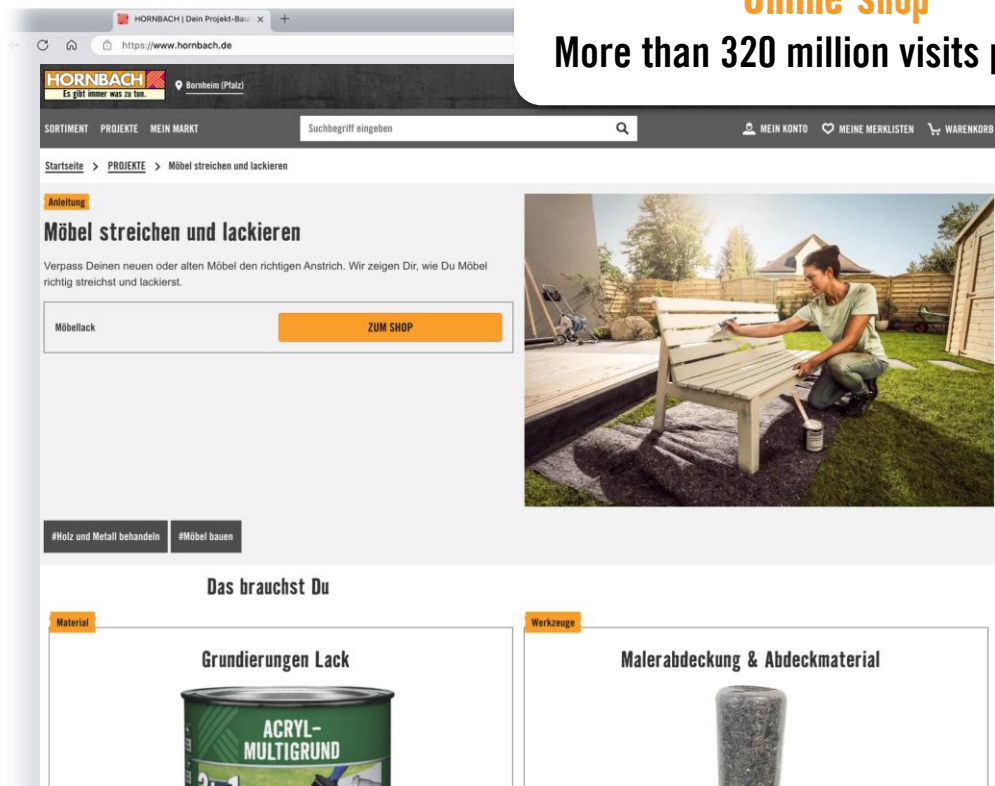 Online shop
More than 320 million visits p
HORNBACH | Dein Projekt-Bau
https://www.hornbach.de
HORNBACH
Es gibt immer was zu tun.
Bornheim (Pfalz)
SORTIMENT PROJEKTE MEIN MARKT
Suchbegriff eingeben
MEIN KONTO MEINE MERKLISTEN WARENKORB
Startseite > PROJEKTE > Möbel streichen und lackieren
Anleitung
Möbel streichen und lackieren
Verpass Deinen neuen oder alten Möbel den richtigen Anstrich. Wir zeigen Dir, wie Du Möbel
richtig streichst und lackierst.
Möbellack
ZUM SHOP
#Holz und Metall behandeln
#Möbel bauen
Das brauchst Du
Material
Grundierungen Lack
ACRYL-
MULTIGRUND
Werkzeuge
Malerabdeckung & Abdeckmaterial